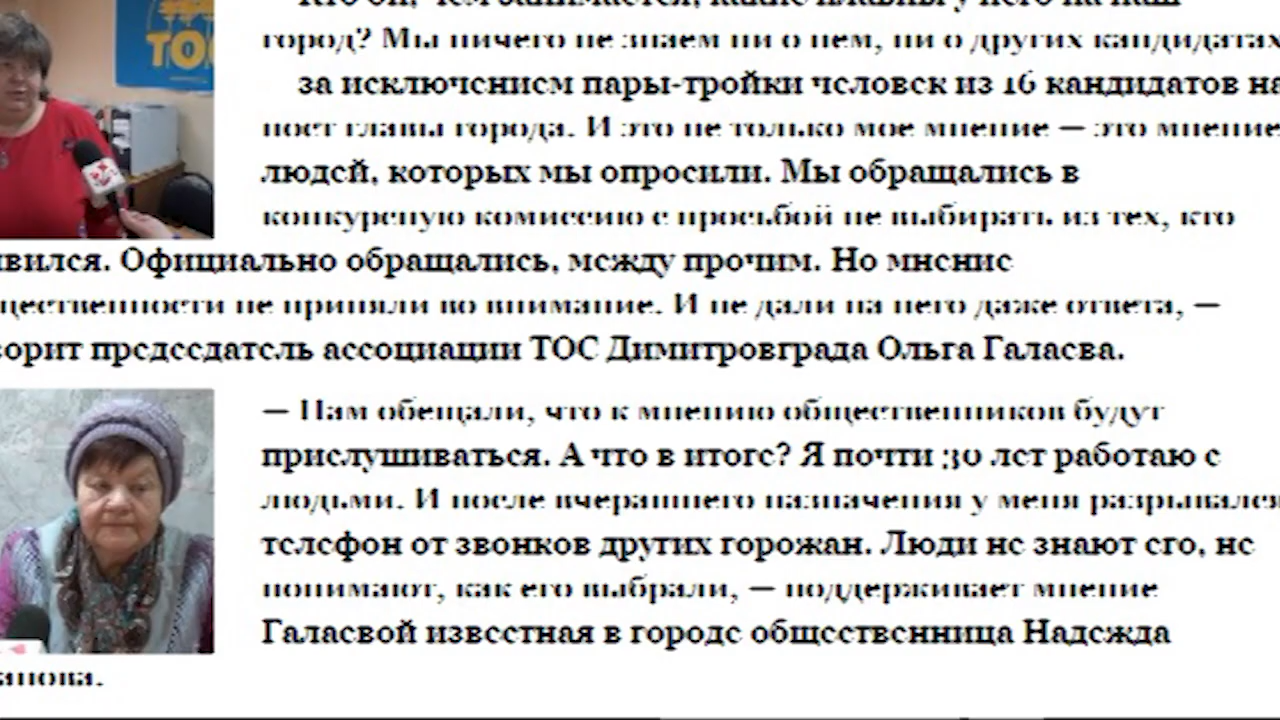 Кто он, чем занимается, какие планы у него на наш
город? Мы ничего не знаем ни о нем, ни о других кандидатах
за исключением пары-тройки человек из 16 кандидатов на
пост главы города. И это не только мое мнение — это мнение
людей, которых мы опросили. Мы обращались в
конкурсную комиссию с просьбой не выбирать из тех, кто
явился. Официально обращались, между прочим. Но мнение
щественности не приняли во внимание. И не дали на него даже ответа, —
ворит председатель ассоциации ТОС Димитровграда Ольга Галаева.
— Нам обещали, что к мнению общественников будут
прислушиваться. А что в итоге? Я почти 30 лет работаю с
людьми. И после вчерашнего назначения у меня разрывался
телефон от звонков других горожан. Люди не знают его, не
понимают, как его выбрали, — поддерживает мнение
Галаевой известная в городе общественница Надежда
анова.
ТОС